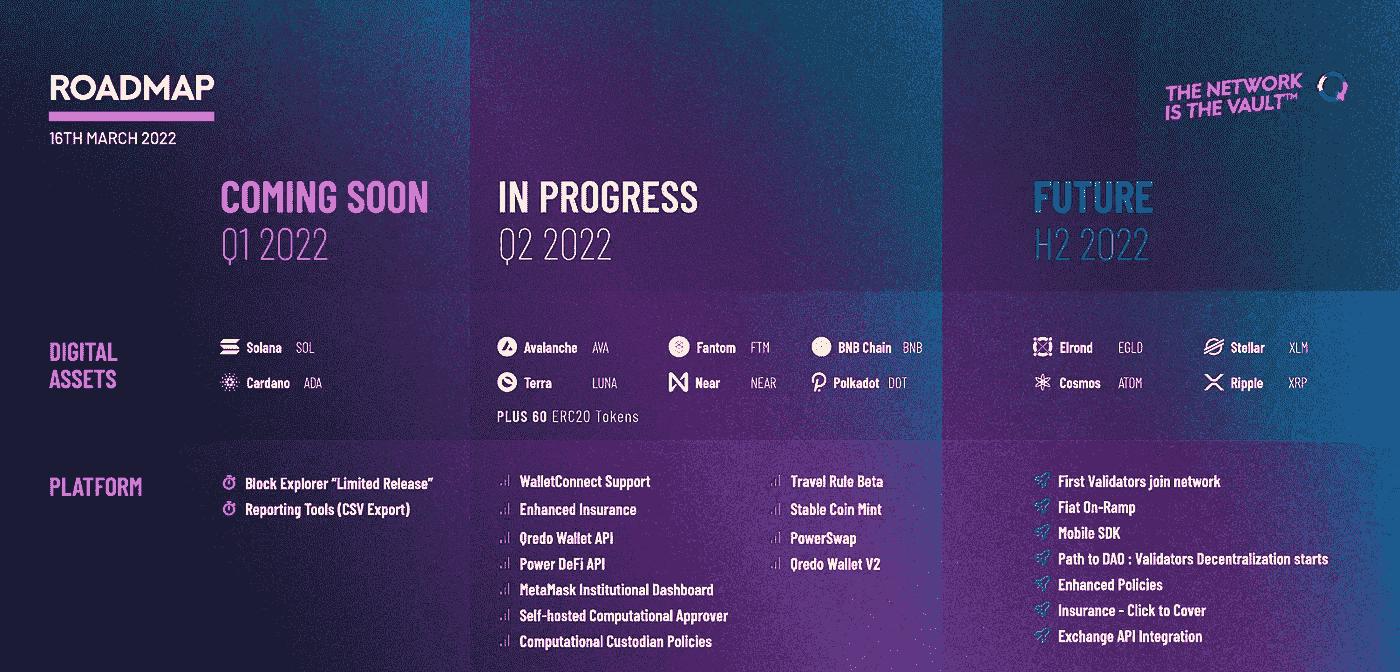 ROADMAP
16TH MARCH 2022
THE NETWORK
IS THE VAULT™
COMING SOON
Q1 2022
IN PROGRESS
Q2 2022
FUTURE
H2 2022
DIGITAL
ASSETS
Solana SOL
Cardano ADA
Avalanche AVA
Fantom FTM
BNB Chain BNB
Terra LUNA
Near NEAR
Polkadot DOT
PLUS 60 ERC20 Tokens
Elrond EGLD
Stellar XLM
Cosmos ATOM
Ripple XRP
PLATFORM
Block Explorer “Limited Release”
Reporting Tools (CSV Export)
WalletConnect Support
Enhanced Insurance
Qredo Wallet API
Power DeFi API
MetaMask Institutional Dashboard
Self-hosted Computational Approver
Computational Custodian Policies
Travel Rule Beta
Stable Coin Mint
PowerSwap
Qredo Wallet V2
First Validators join network
Fiat On-Ramp
Mobile SDK
Path to DAO : Validators Decentralization starts
Enhanced Policies
Insurance - Click to Cover
Exchange API Integration